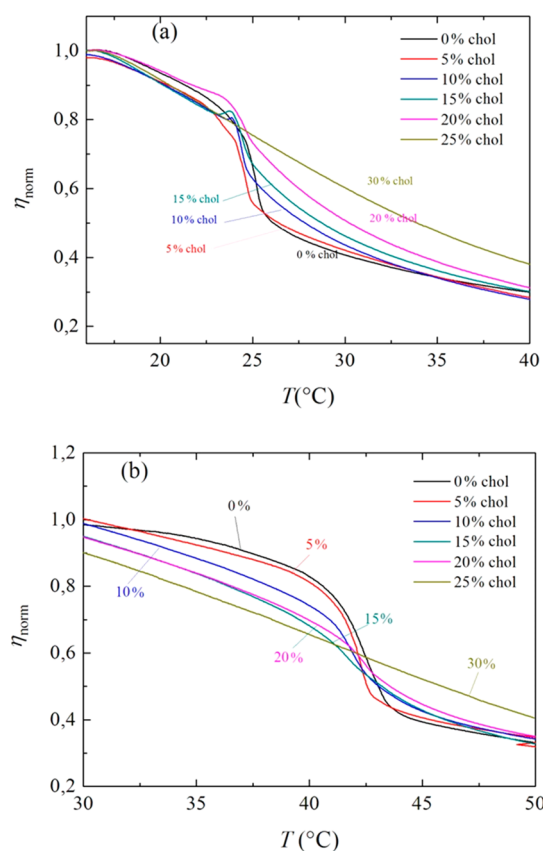 (a)
0% chol
5% chol
10% chol
15% chol
20% chol
25% chol
1,0
0,8
0,6
0,4
0,2
ηnorm
30% chol
15% chol
20% chol
10% chol
5% chol
0% chol
20 25 30 35 40
T(°C)
(b)
0% chol
5% chol
10% chol
15% chol
20% chol
25% chol
1,2
1,0
0,8
0,6
0,4
0,2
ηnorm
0%
5%
10%
15%
20%
30%
30 35 40 45 50
T (°C)